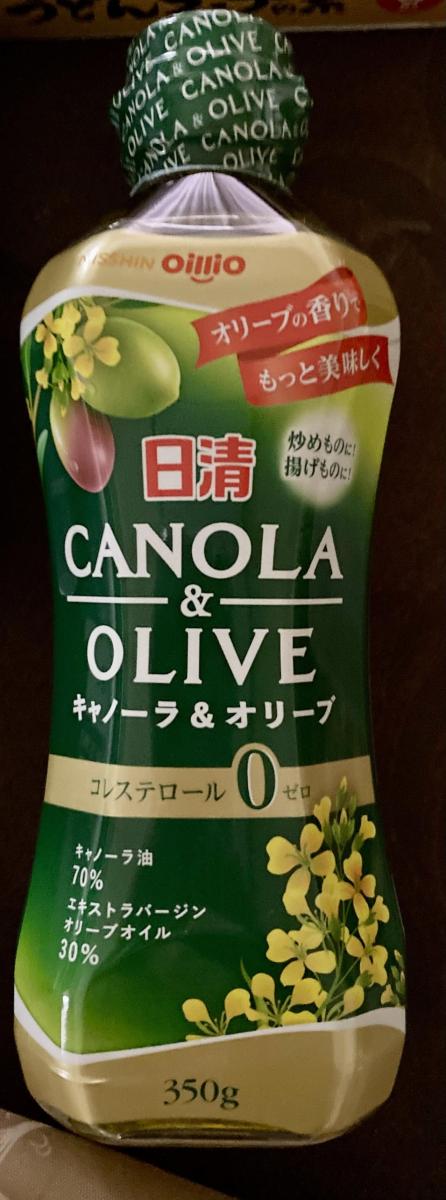 CANOLA & OLIVE
NISSHIN OilliO
オリーブの香りで
もっと美味しく
炒めものに!
揚げものに!
日清
CANOLA
&
OLIVE
キャノーラ & オリーブ
コレステロール 0 ゼロ
キャノーラ油
70%
エキストラバージン
オリーブオイル
30%
350g